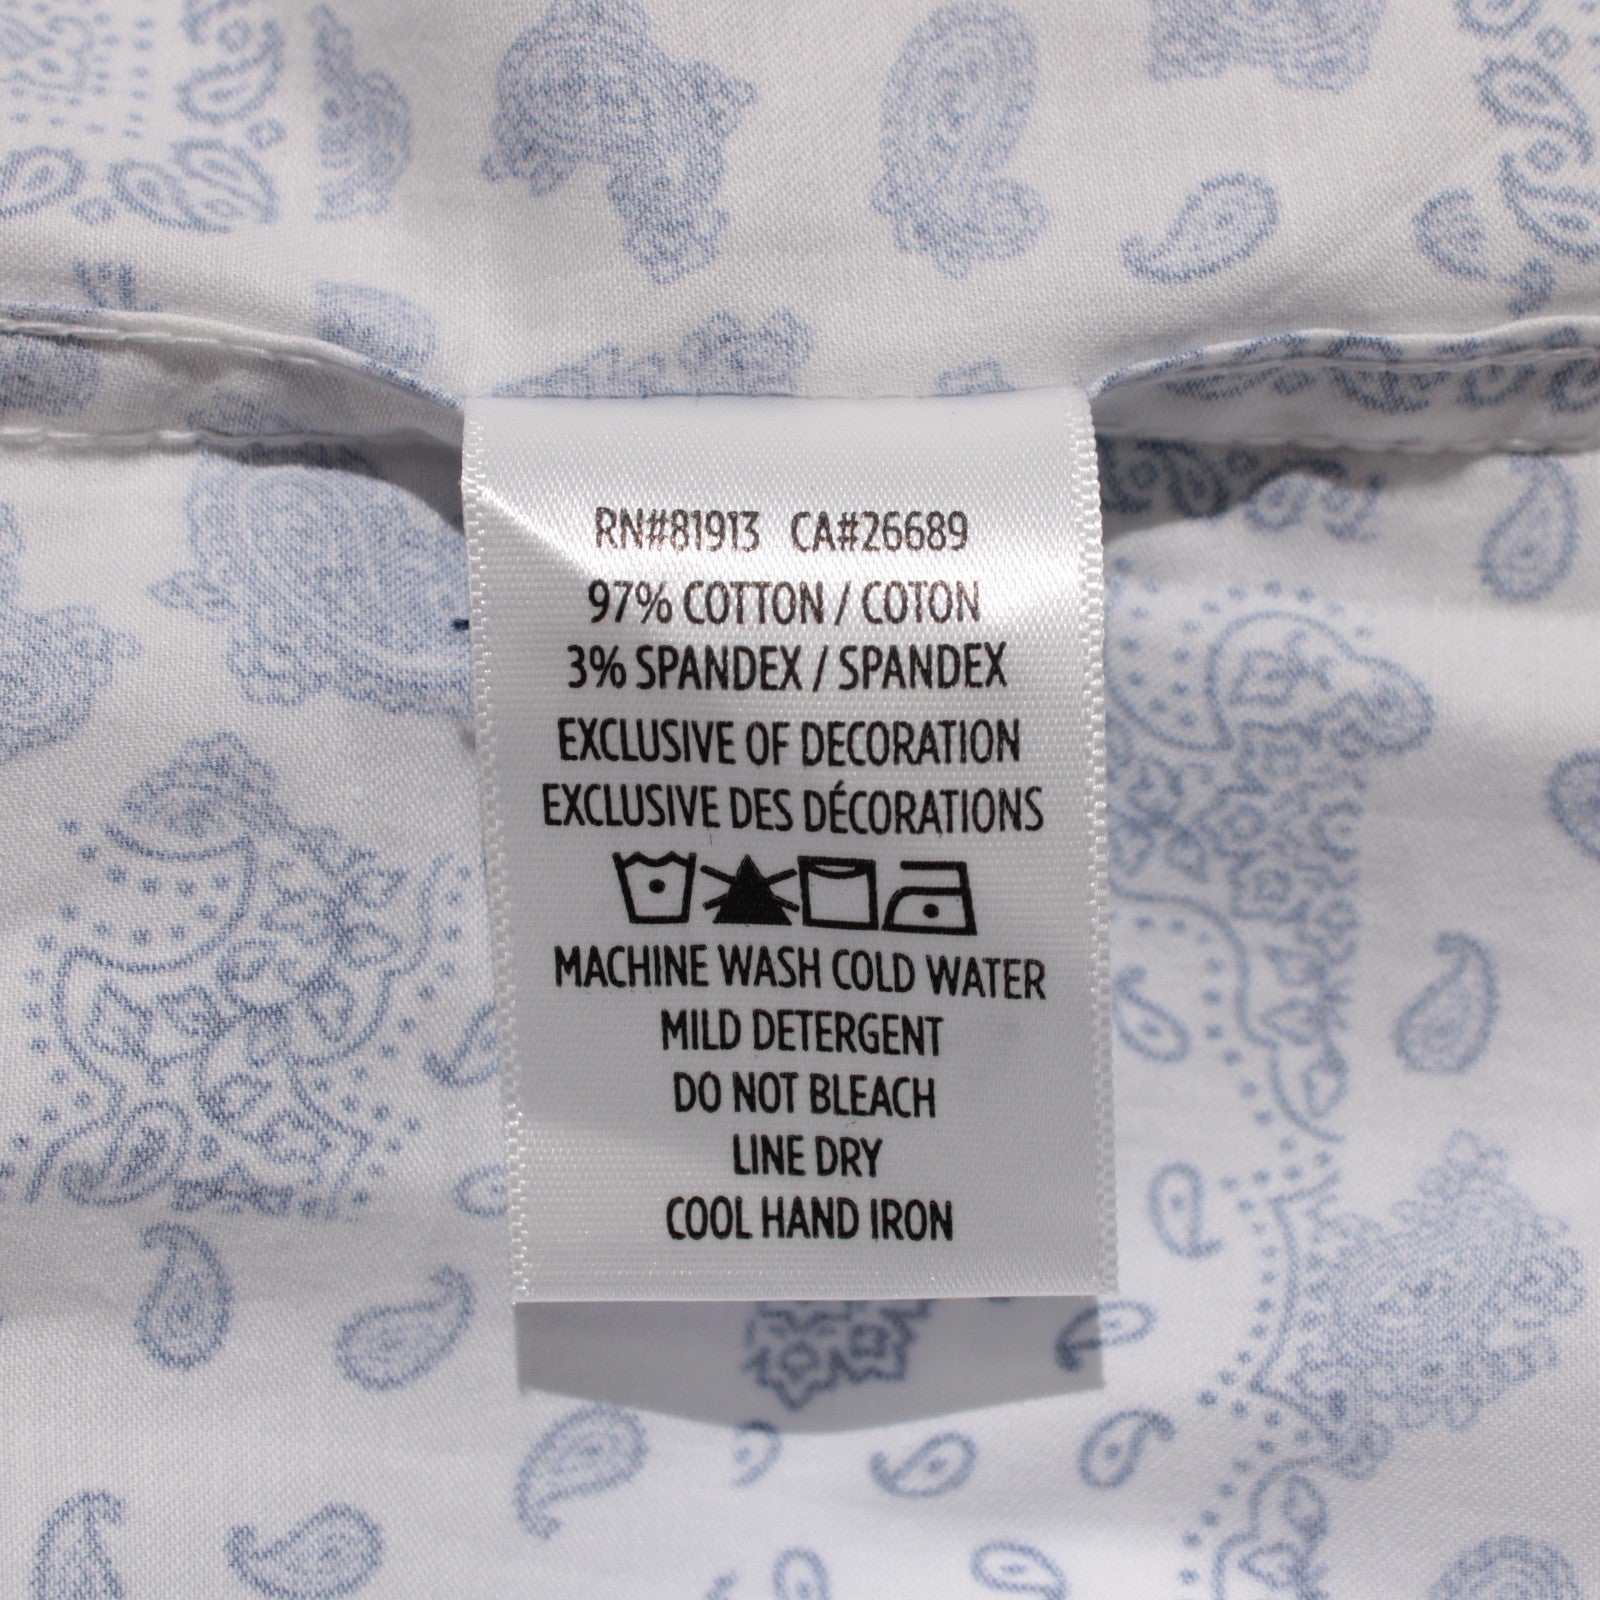 RN#81913 CA#26689
97% COTTON / COTON
3% SPANDEX / SPANDEX
EXCLUSIVE OF DECORATION
EXCLUSIVE DES DÉCORATIONS
MACHINE WASH COLD WATER
MILD DETERGENT
DO NOT BLEACH
LINE DRY
COOL HAND IRON